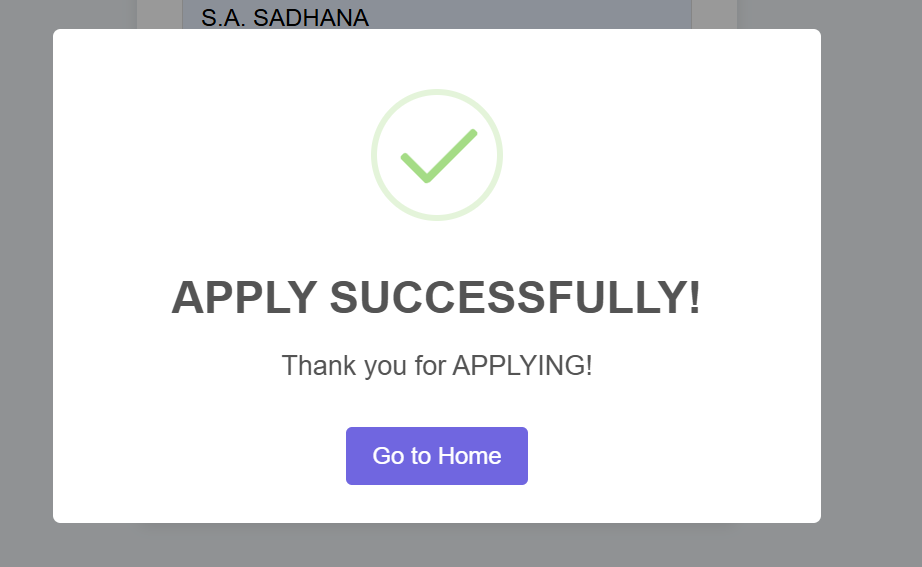 S.A. SADHANA
APPLY SUCCESSFULLY!
Thank you for APPLYING!
Go to Home